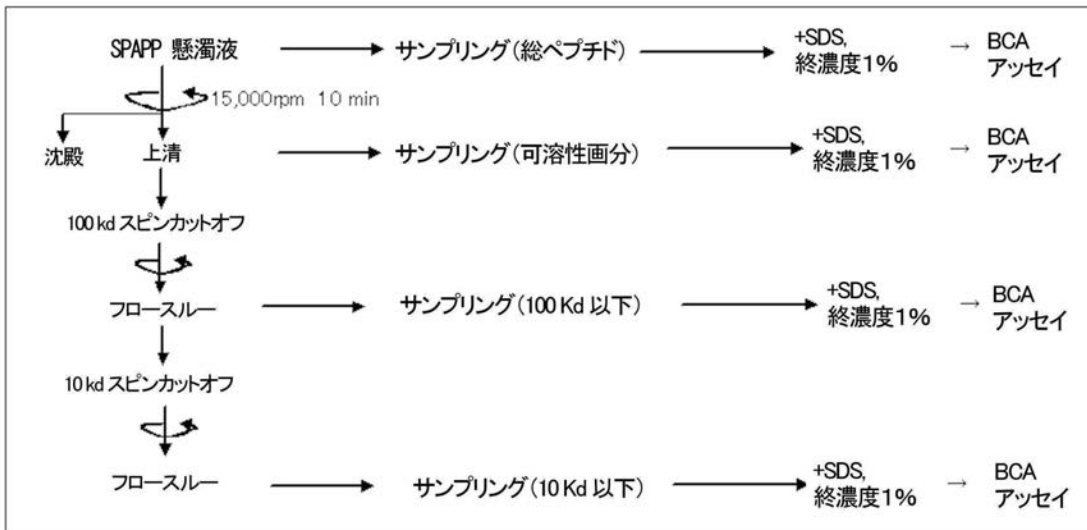 SPAPP 懸濁液
サンプリング(総ペプチド)
+SDS,
終濃度1%
→ BCA
アッセイ
15,000rpm 10 min
沈殿
上清
サンプリング(可溶性画分)
+SDS,
終濃度1%
→ BCA
アッセイ
100 kd スピンカットオフ
フロースルー
サンプリング(100 Kd 以下)
+SDS,
終濃度1%
→ BCA
アッセイ
10 kd スピンカットオフ
フロースルー
サンプリング(10 Kd 以下)
+SDS,
終濃度1%
→ BCA
アッセイ